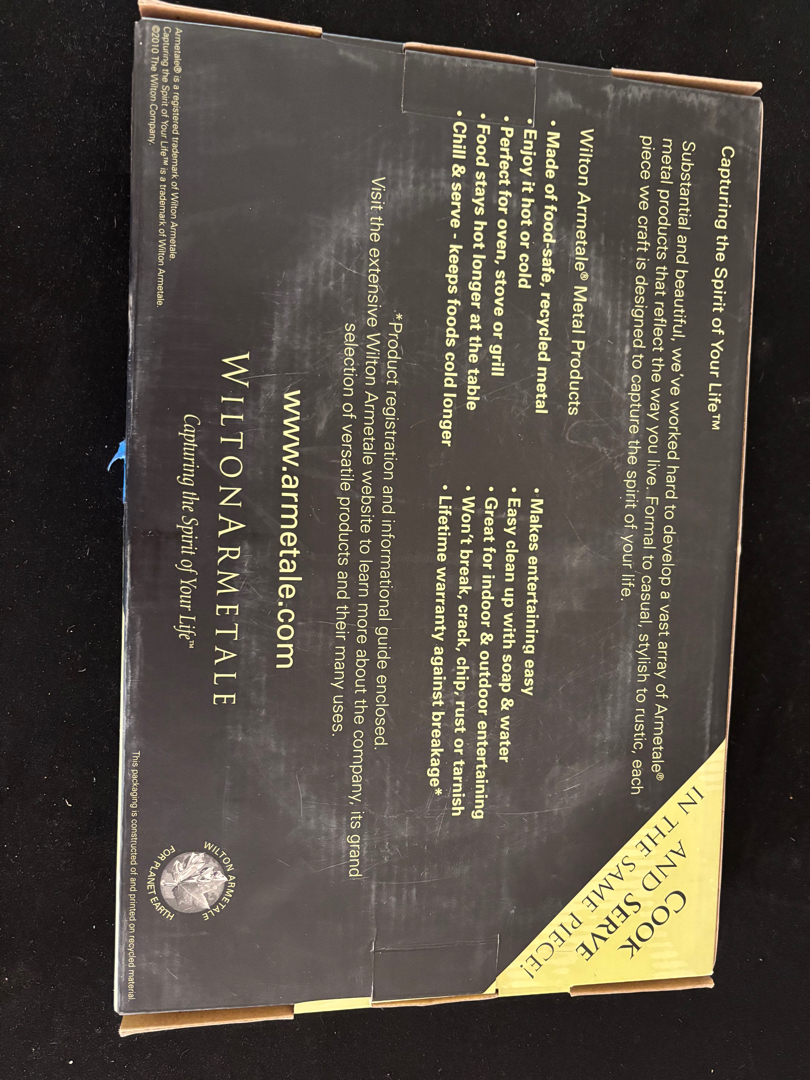 Capturing the Spirit of Your Life™
Substantial and beautiful, we've worked hard to develop a vast array of Armetale®
metal products that reflect the way you live. Formal to casual, stylish to rustic, each
piece we craft is designed to capture the spirit of your life.
COOK
AND SERVE
IN THE SAME PIECE!
Wilton Armetale® Metal Products
• Made of food-safe, recycled metal
• Enjoy it hot or cold
• Perfect for oven, stove or grill
• Food stays hot longer at the table
• Chill & serve - keeps foods cold longer
• Makes entertaining easy
• Easy clean up with soap & water
• Great for indoor & outdoor entertaining
• Won't break, crack, chip, rust or tarnish
• Lifetime warranty against breakage*
*Product registration and informational guide enclosed.
Visit the extensive Wilton Armetale website to learn more about the company, its grand
selection of versatile products and their many uses.
www.armetale.com
WILTONARMETALE
Capturing the Spirit of Your Life™
Armetale® is a registered trademark of Wilton Armetale.
Capturing the Spirit of Your Life™ is a trademark of Wilton Armetale.
©2010 The Wilton Company.
WILTON ARMETALE
FOR PLANET EARTH
This packaging is constructed of and printed on recycled material.